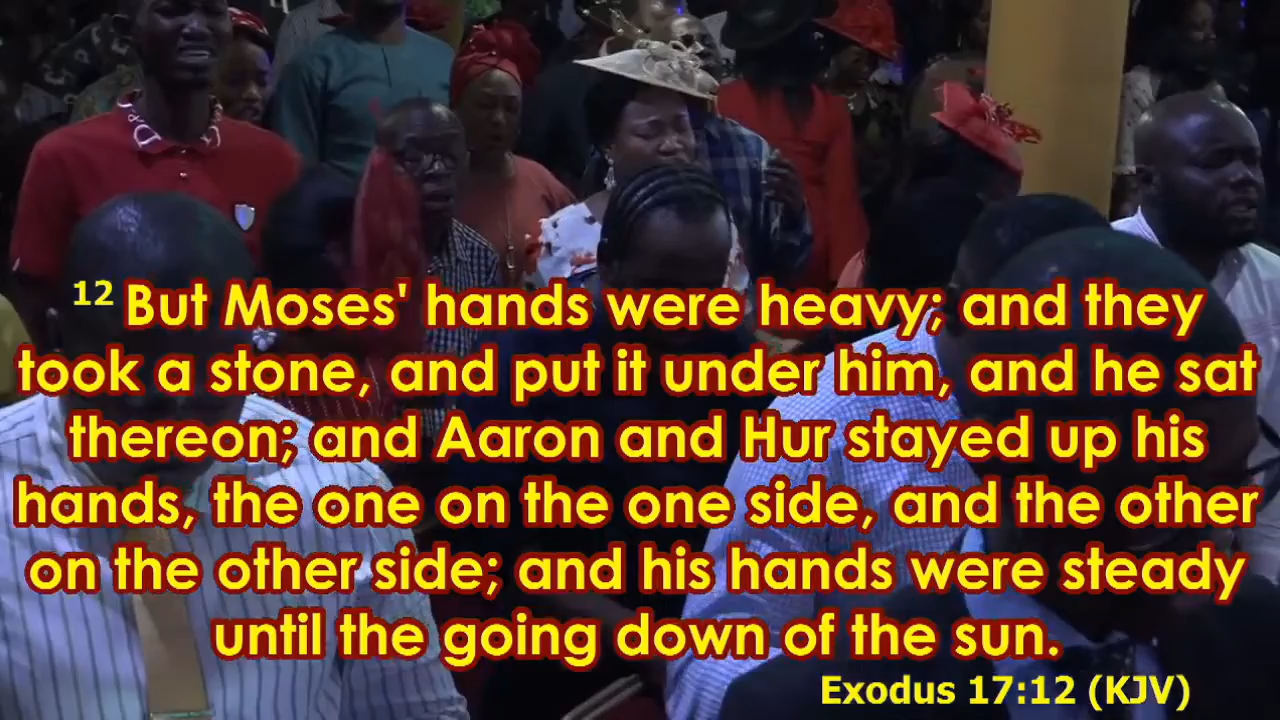 12 But Moses' hands were heavy; and they
took a stone, and put it under him, and he sat
thereon; and Aaron and Hur stayed up his
hands, the one on the one side, and the other
on the other side; and his hands were steady
until the going down of the sun.
Exodus 17:12 (KJV)